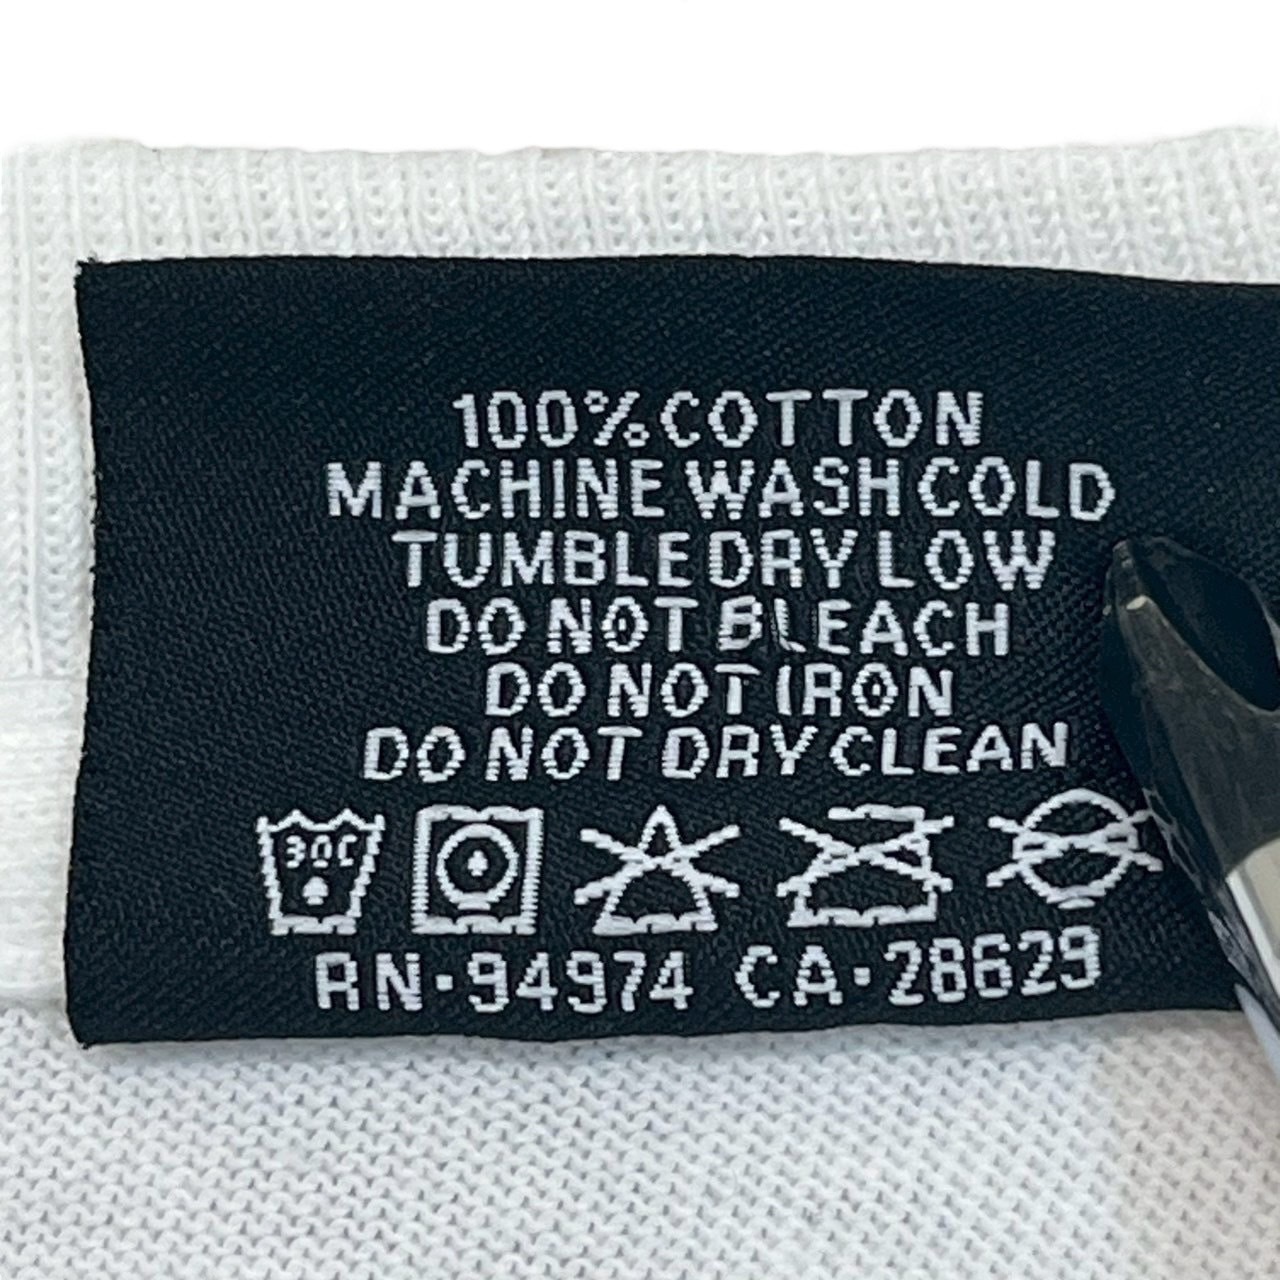 100% COTTON
MACHINE WASH COLD
TUMBLE DRY LOW
DO NOT BLEACH
DO NOT IRON
DO NOT DRY CLEAN
30C
RN·94974 CA·28629